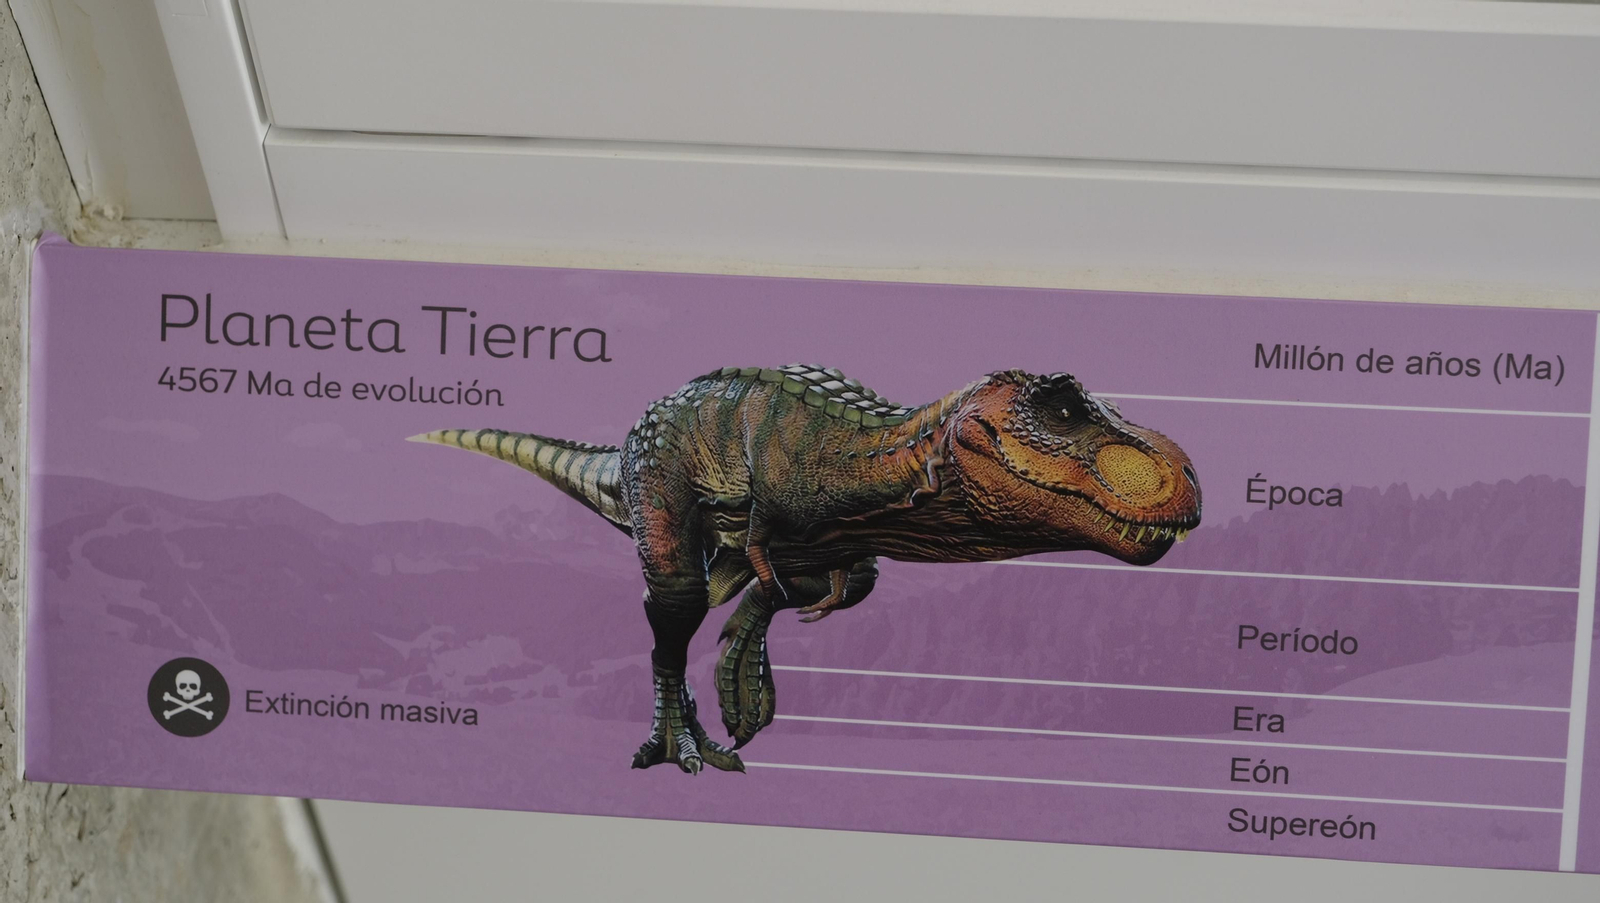 Planeta Tierra
4567 Ma de evolución
Extinción masiva
Millón de años (Ma)
Época
Período
Era
Eón
Supereón